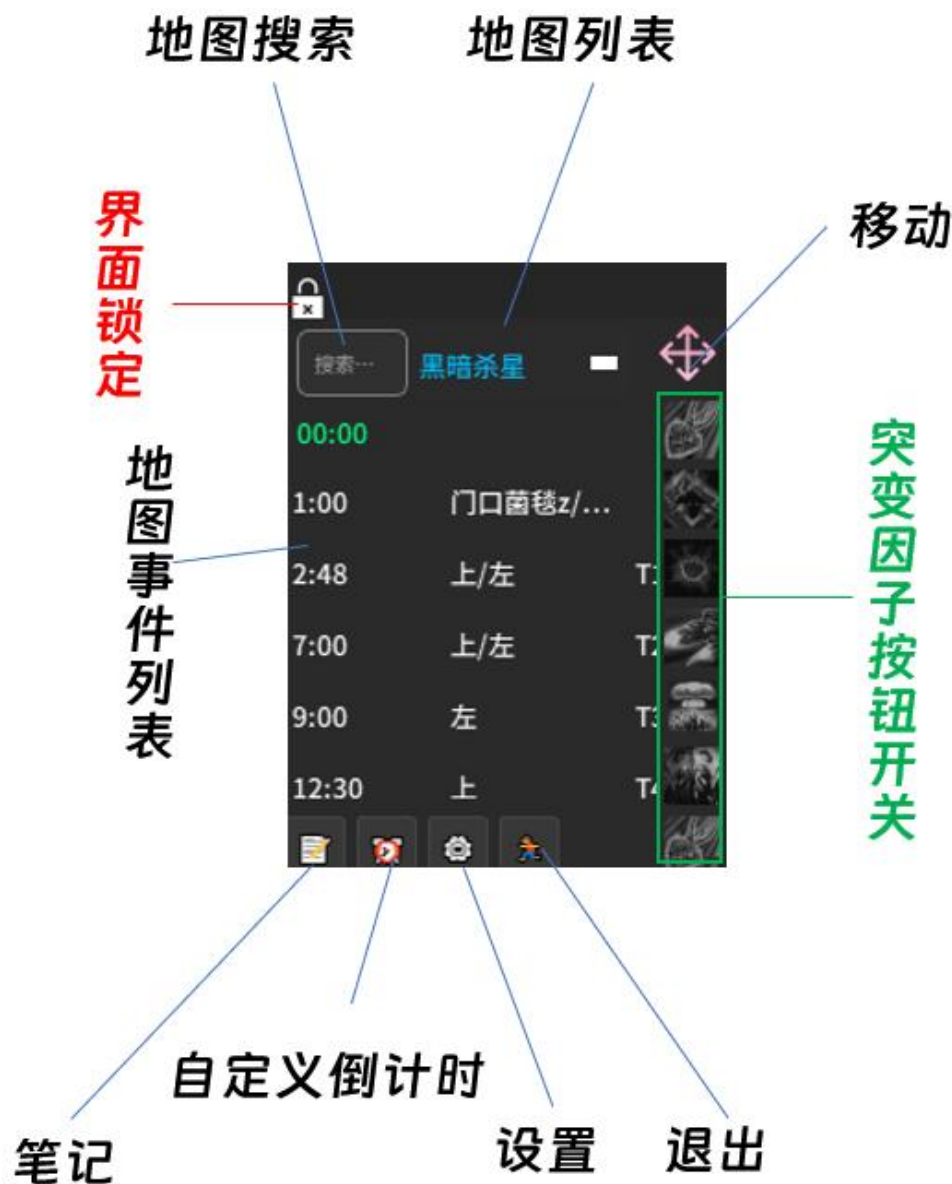 地图搜索 地图列表
界面锁定
移动
搜索… 黑暗杀星
00:00
1:00 门口菌毯z/...
2:48 上/左
7:00 上/左
9:00 左 T3
12:30 上 T4
地图事件列表
突变因子按钮开关
自定义倒计时
笔记
设置
退出